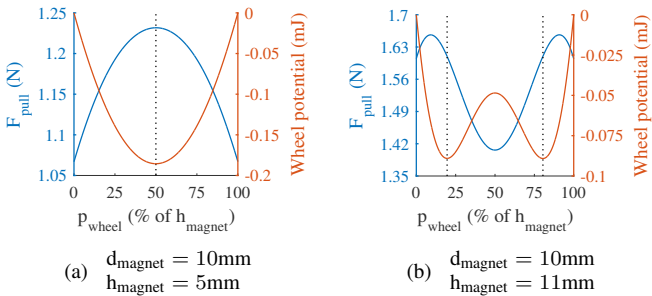 1.25
1.2
1.15
1.1
1.05
F_pull (N)
0
-0.05
-0.1
-0.15
-0.2
Wheel potential (mJ)
0 25 50 75 100
p_wheel (% of h_magnet)
(a) d_magnet = 10mm
h_magnet = 5mm
1.7
1.63
1.56
1.49
1.42
1.35
F_pull (N)
0
-0.025
-0.05
-0.075
-0.1
Wheel potential (mJ)
0 25 50 75 100
p_wheel (% of h_magnet)
(b) d_magnet = 10mm
h_magnet = 11mm